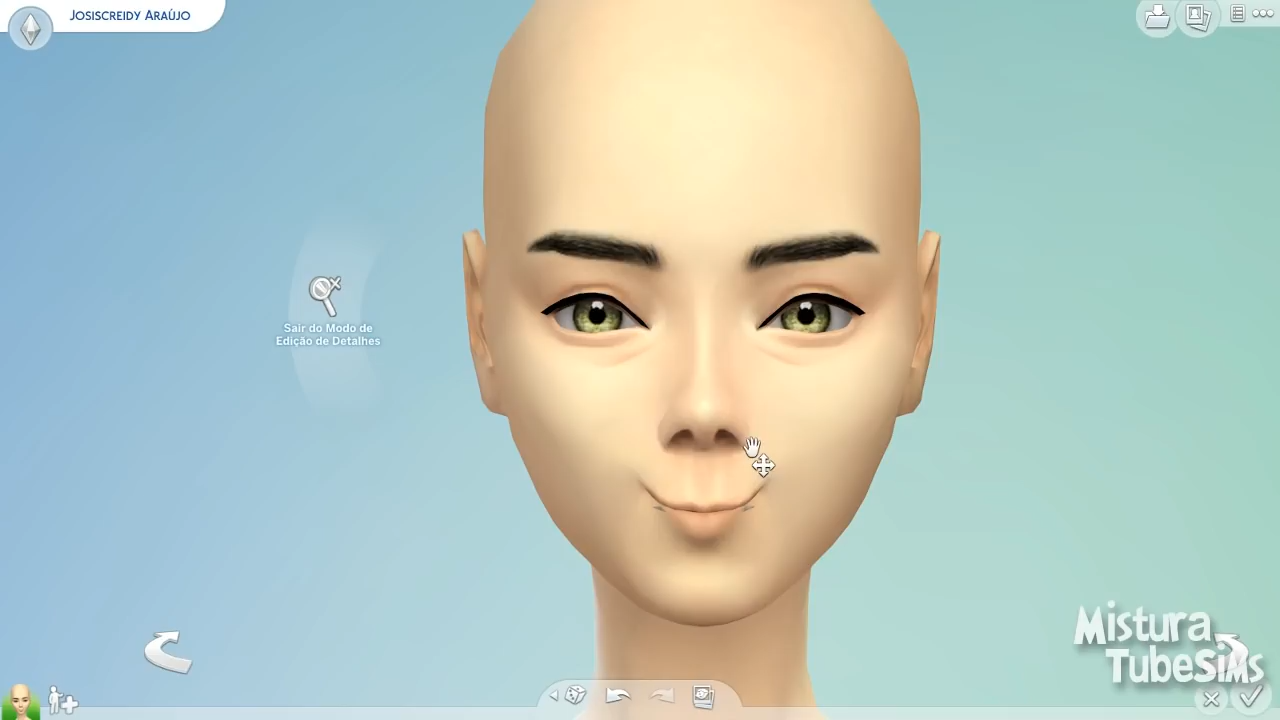 Josiscreidy Araújo
Sair do Modo de
Edição de Detalhes
Mistura
TubeSims